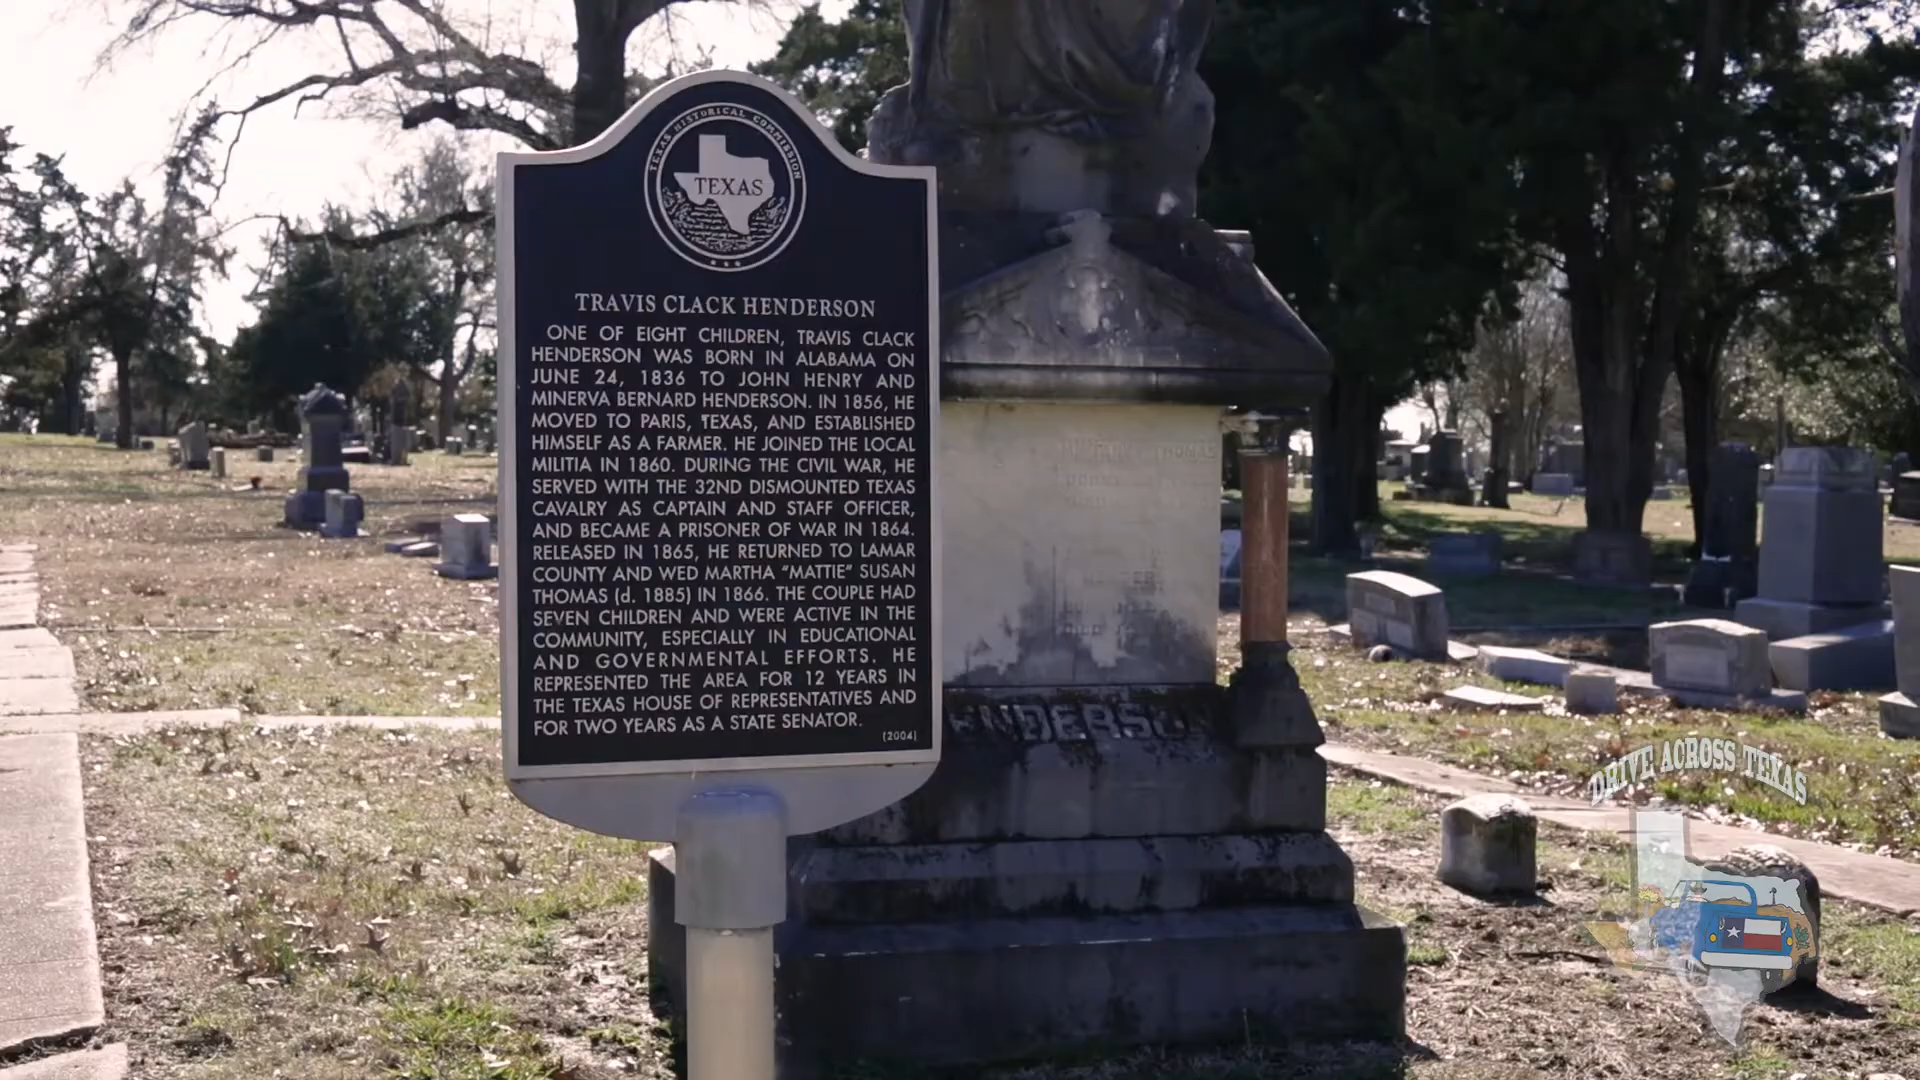 TEXAS HISTORICAL COMMISSION
TEXAS
TRAVIS CLACK HENDERSON
ONE OF EIGHT CHILDREN, TRAVIS CLACK
HENDERSON WAS BORN IN ALABAMA ON
JUNE 24, 1836 TO JOHN HENRY AND
MINERVA BERNARD HENDERSON. IN 1856, HE
MOVED TO PARIS, TEXAS, AND ESTABLISHED
HIMSELF AS A FARMER. HE JOINED THE LOCAL
MILITIA IN 1860. DURING THE CIVIL WAR, HE
SERVED WITH THE 32ND DISMOUNTED TEXAS
CAVALRY AS CAPTAIN AND STAFF OFFICER,
AND BECAME A PRISONER OF WAR IN 1864.
RELEASED IN 1865, HE RETURNED TO LAMAR
COUNTY AND WED MARTHA “MATTIE” SUSAN
THOMAS (d. 1885) IN 1866. THE COUPLE HAD
SEVEN CHILDREN AND WERE ACTIVE IN THE
COMMUNITY, ESPECIALLY IN EDUCATIONAL
AND GOVERNMENTAL EFFORTS. HE
REPRESENTED THE AREA FOR 12 YEARS IN
THE TEXAS HOUSE OF REPRESENTATIVES AND
FOR TWO YEARS AS A STATE SENATOR.
(2004)
THOMAS
ENDERSON
DRIVE ACROSS TEXAS